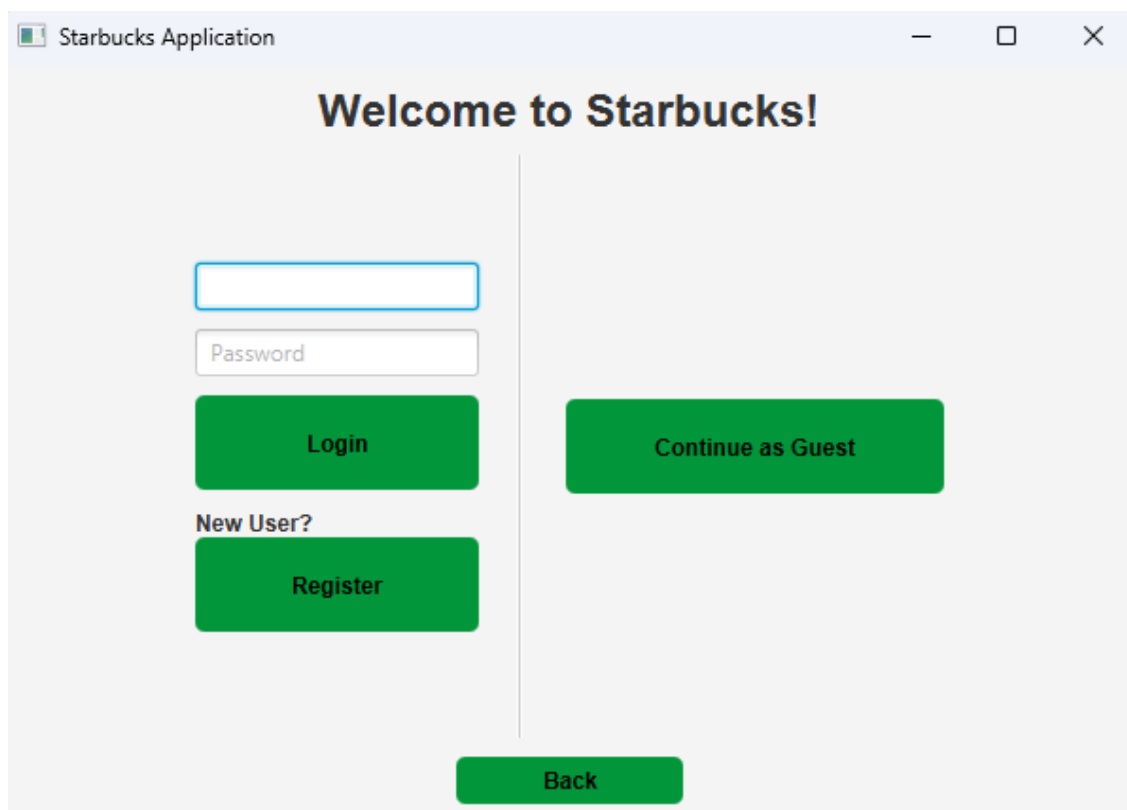 Starbucks Application
Welcome to Starbucks!
Password
Login
New User?
Register
Continue as Guest
Back